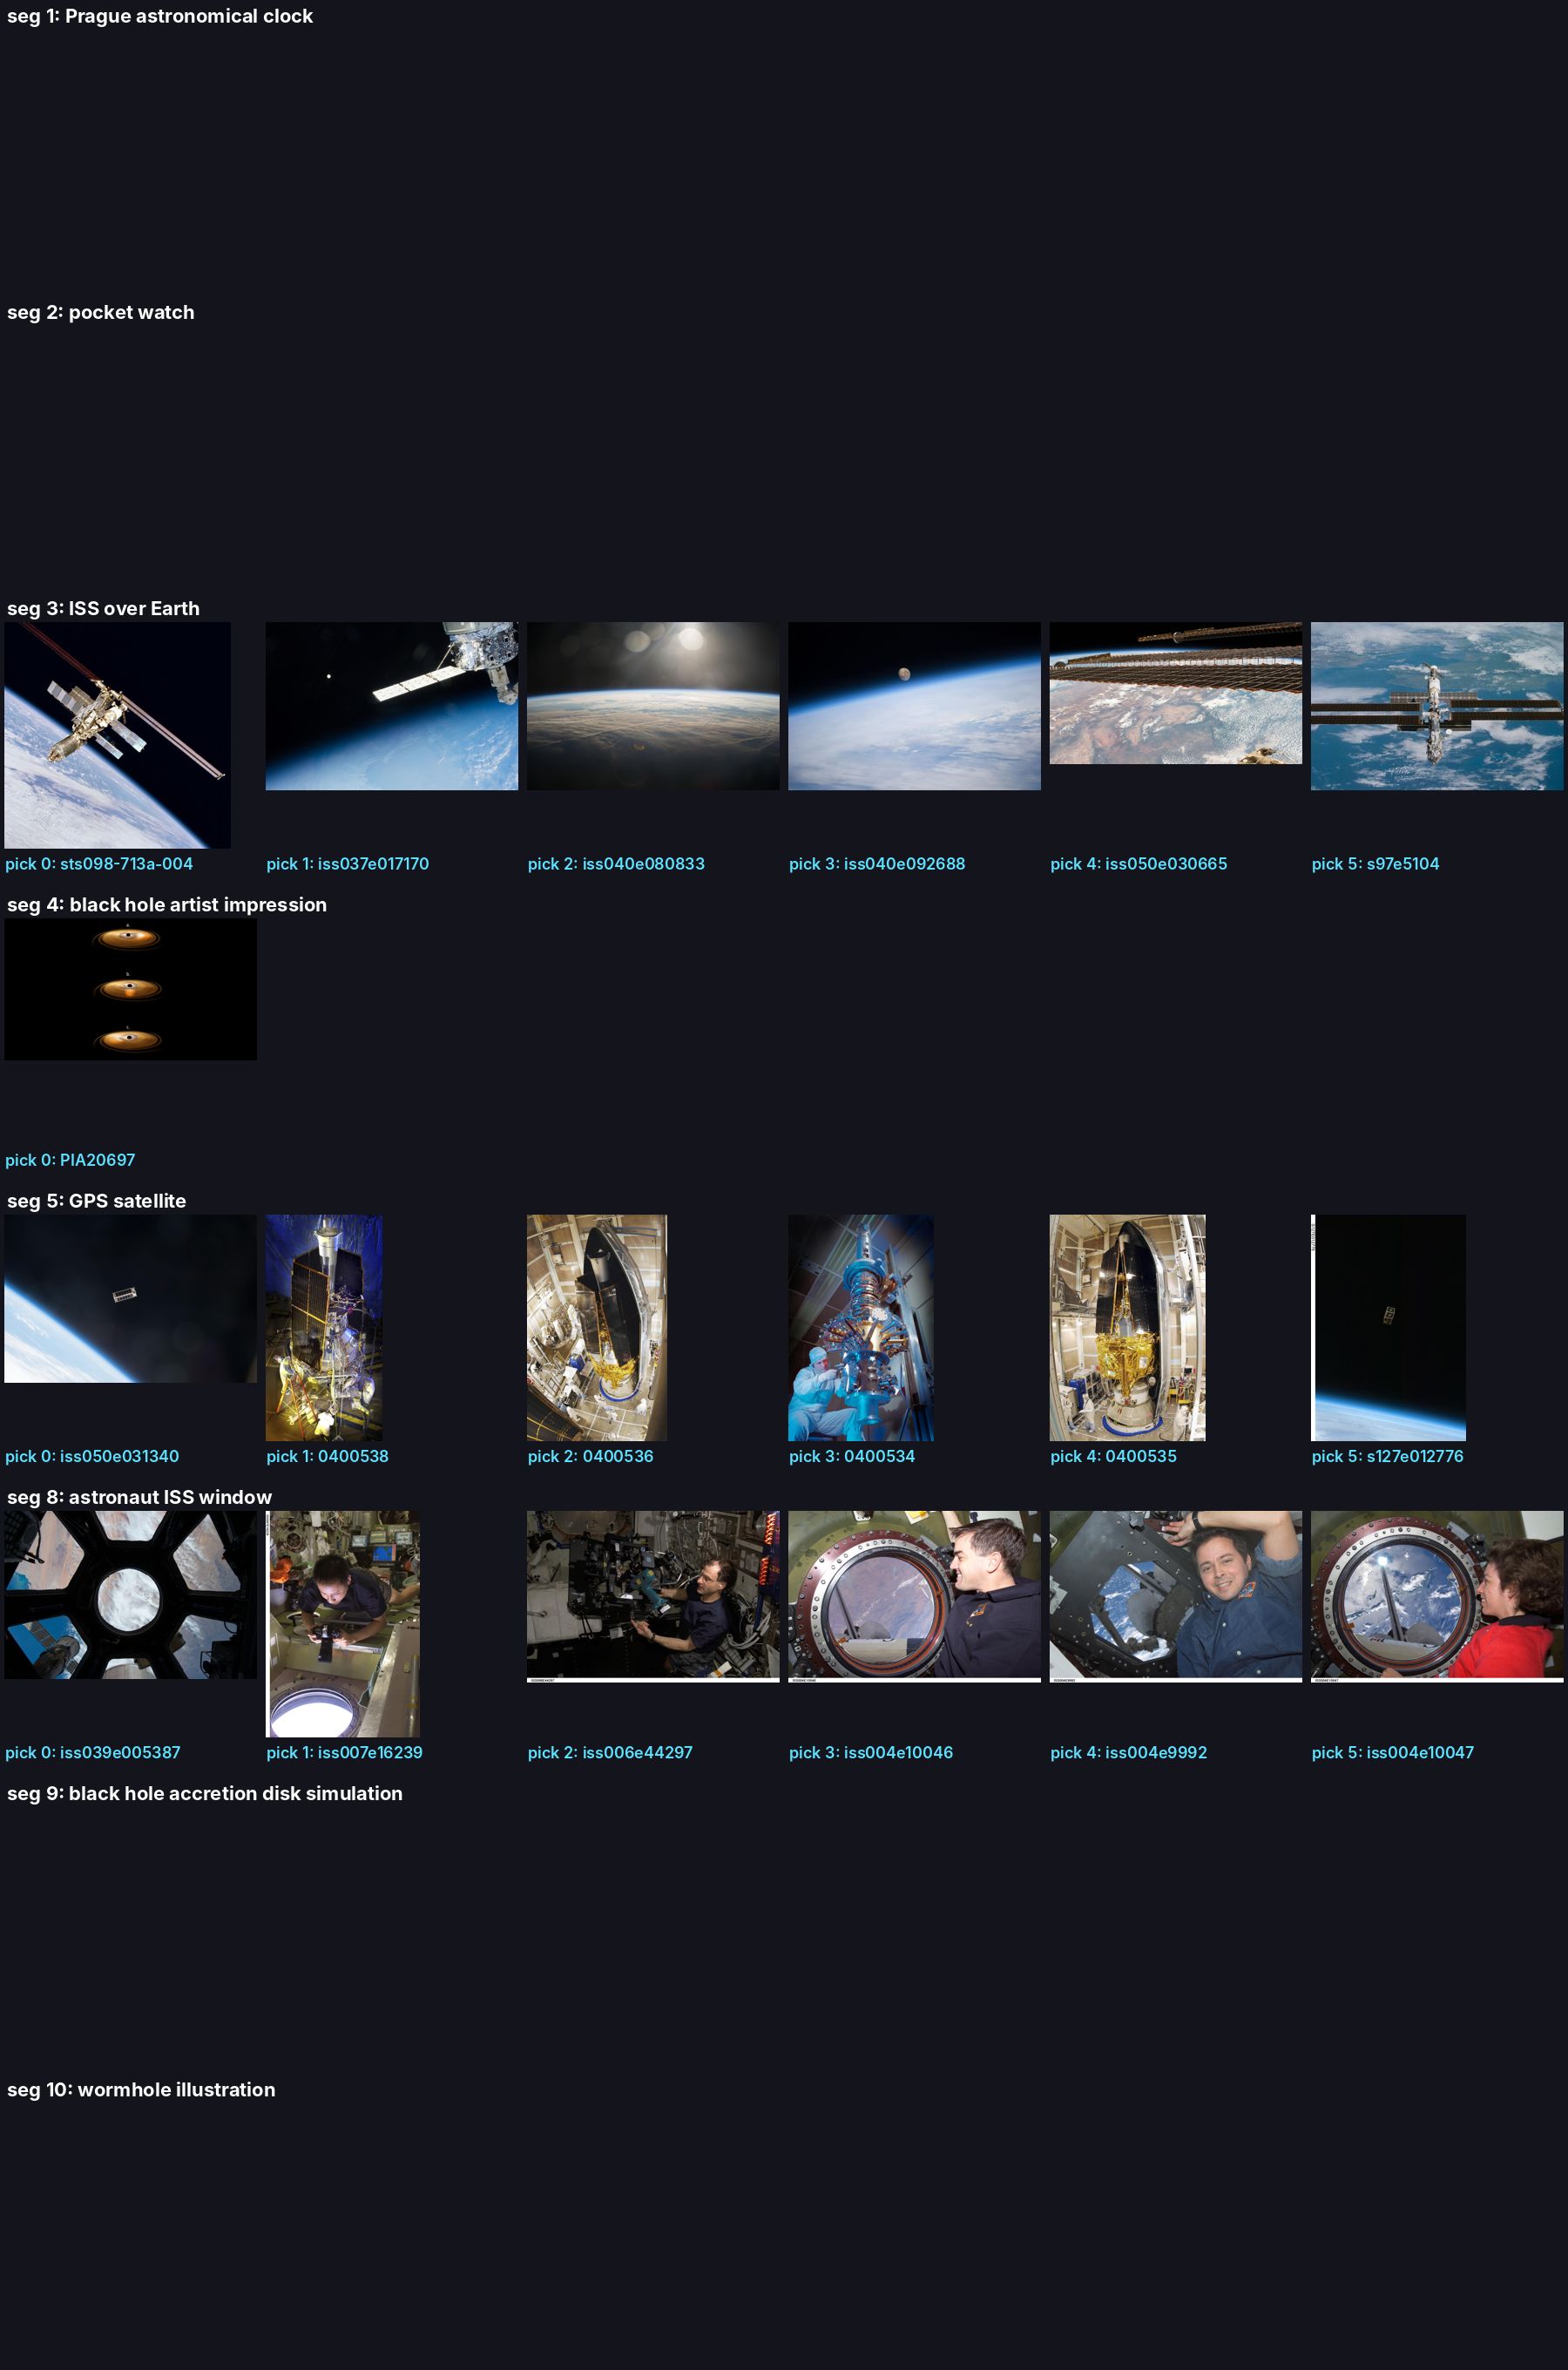 seg 1: Prague astronomical clock
seg 2: pocket watch
seg 3: ISS over Earth
pick 0: sts098-713a-004
pick 1: iss037e017170
pick 2: iss040e080833
pick 3: iss040e092688
pick 4: iss050e030665
pick 5: s97e5104
seg 4: black hole artist impression
pick 0: PIA20697
seg 5: GPS satellite
pick 0: iss050e031340
pick 1: 0400538
pick 2: 0400536
pick 3: 0400534
pick 4: 0400535
pick 5: s127e012776
seg 8: astronaut ISS window
pick 0: iss039e005387
pick 1: iss007e16239
pick 2: iss006e44297
pick 3: iss004e10046
pick 4: iss004e9992
pick 5: iss004e10047
seg 9: black hole accretion disk simulation
seg 10: wormhole illustration